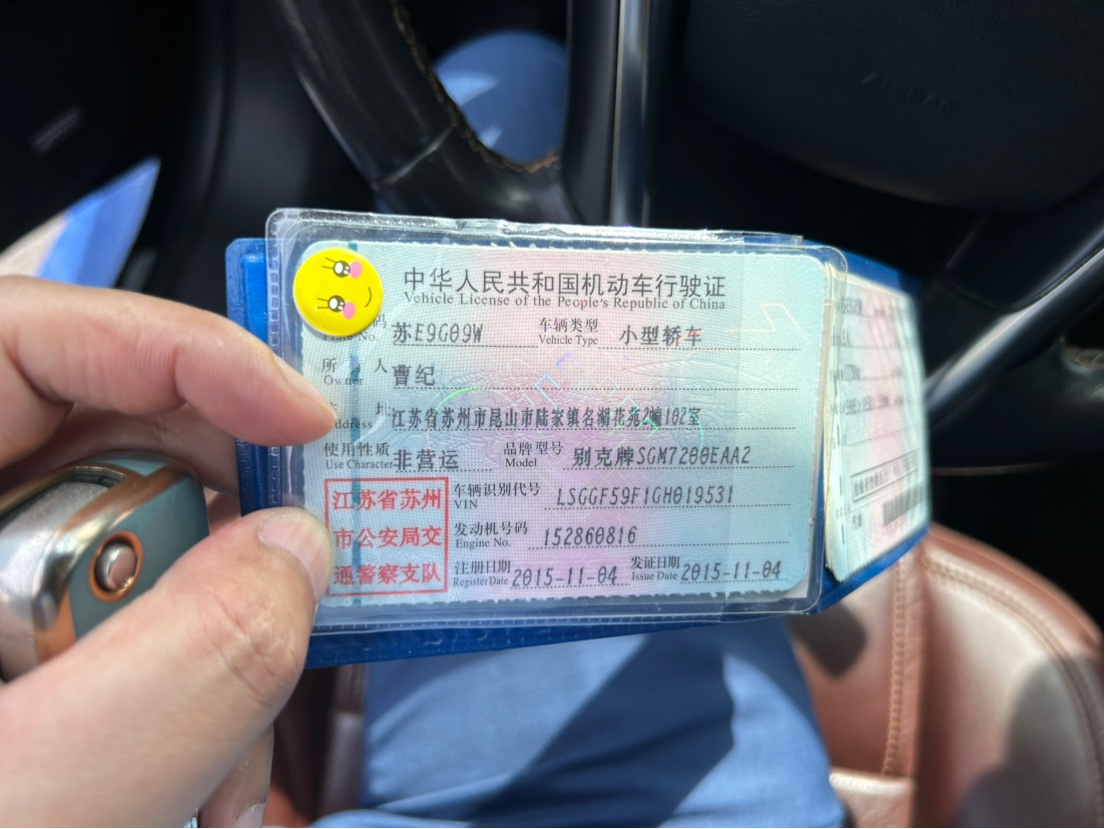 中华人民共和国机动车行驶证
Vehicle License of the People's Republic of China
码 苏E9G09W 车辆类型 小型轿车
No. Vehicle Type
所 人 曹纪
Owner
址 江苏省苏州市昆山市陆家镇名湖花苑2幢102室
ddress
使用性质 非营运 品牌型号 别克牌SGM7200EAA2
Use Character Model
江苏省苏州 车辆识别代号 LSGGF59F1GH019531
VIN
市公安局交 发动机号码 152860816
Engine No.
通警察支队 注册日期 2015-11-04 发证日期 2015-11-04
Register Date Issue Date